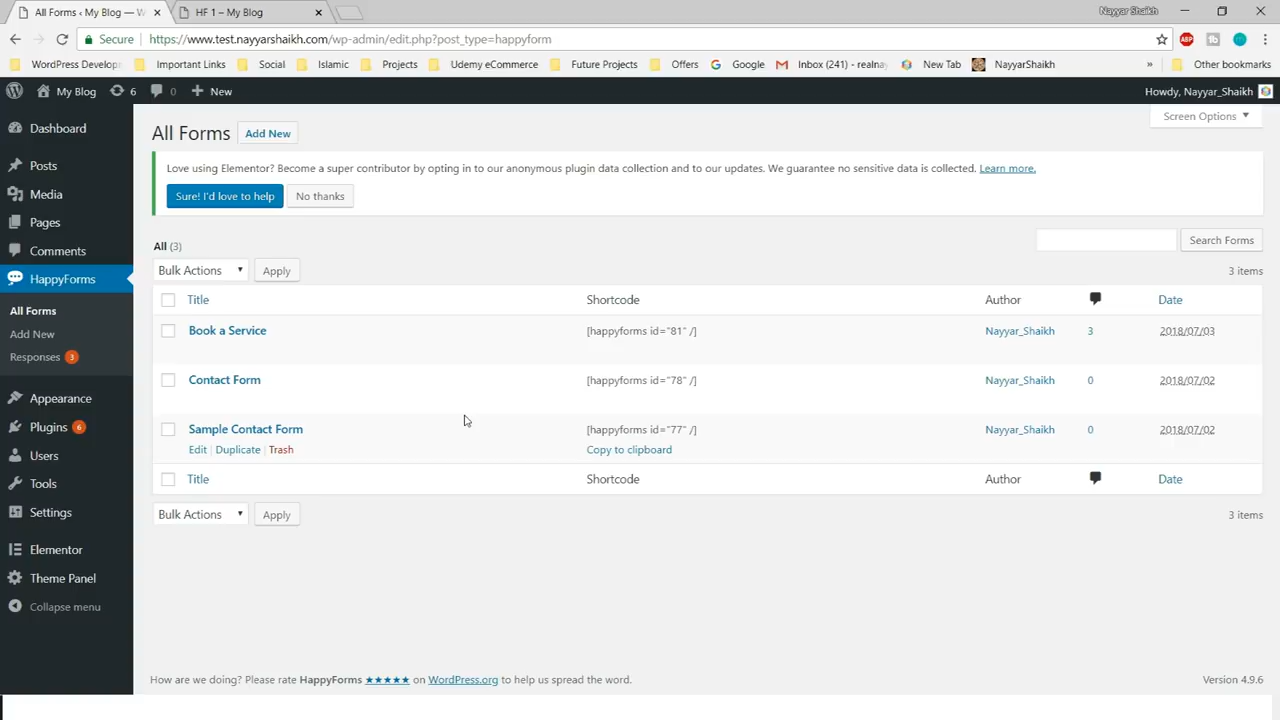 All Forms ‹ My Blog — W
HF 1 – My Blog
Nayyar Shaikh
Secure https://www.test.nayyarshaikh.com/wp-admin/edit.php?post_type=happyform
WordPress Develop Important Links Social Islamic Projects Udemy eCommerce Future Projects Offers Google Inbox (241) - realnay New Tab NayyarShaikh » Other bookmarks
My Blog 6 0 New Howdy, Nayyar_Shaikh
Screen Options
Dashboard
Posts
Media
Pages
Comments
HappyForms
All Forms
Add New
Responses 3
Appearance
Plugins 6
Users
Tools
Settings
Elementor
Theme Panel
Collapse menu
All Forms Add New
Love using Elementor? Become a super contributor by opting in to our anonymous plugin data collection and to our updates. We guarantee no sensitive data is collected. Learn more.
Sure! I'd love to help No thanks
All (3)
Search Forms
Bulk Actions Apply 3 items
Title Shortcode Author Date
Book a Service [happyforms id="81" /] Nayyar_Shaikh 3 2018/07/03
Contact Form [happyforms id="78" /] Nayyar_Shaikh 0 2018/07/02
Sample Contact Form [happyforms id="77" /] Nayyar_Shaikh 0 2018/07/02
Edit | Duplicate | Trash Copy to clipboard
Title Shortcode Author Date
Bulk Actions Apply 3 items
How are we doing? Please rate HappyForms ★★★★★ on WordPress.org to help us spread the word. Version 4.9.6